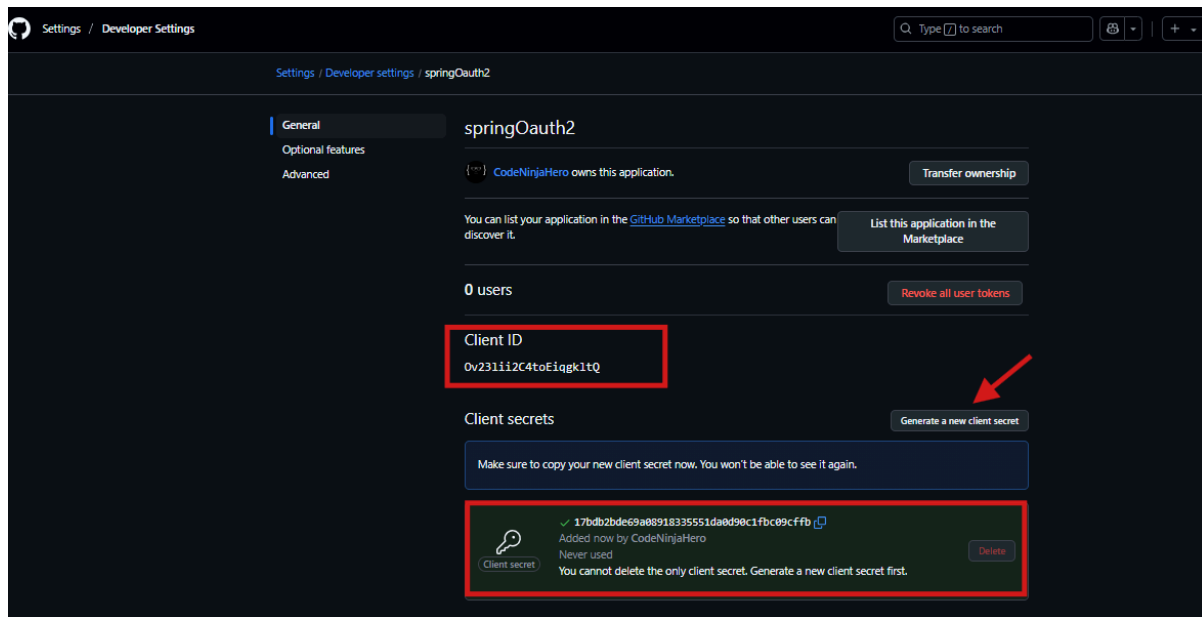 Settings / Developer Settings
Type / to search
Settings / Developer settings / springOauth2
General
Optional features
Advanced
springOauth2
CodeNinjaHero owns this application.
Transfer ownership
You can list your application in the GitHub Marketplace so that other users can
discover it.
List this application in the
Marketplace
0 users
Revoke all user tokens
Client ID
Ov23lii2C4toEiqgkltQ
Client secrets
Generate a new client secret
Make sure to copy your new client secret now. You won't be able to see it again.
17bdb2bde69a08918335551da0d90c1fbc09cffb
Added now by CodeNinjaHero
Never used
Client secret
You cannot delete the only client secret. Generate a new client secret first.
Delete